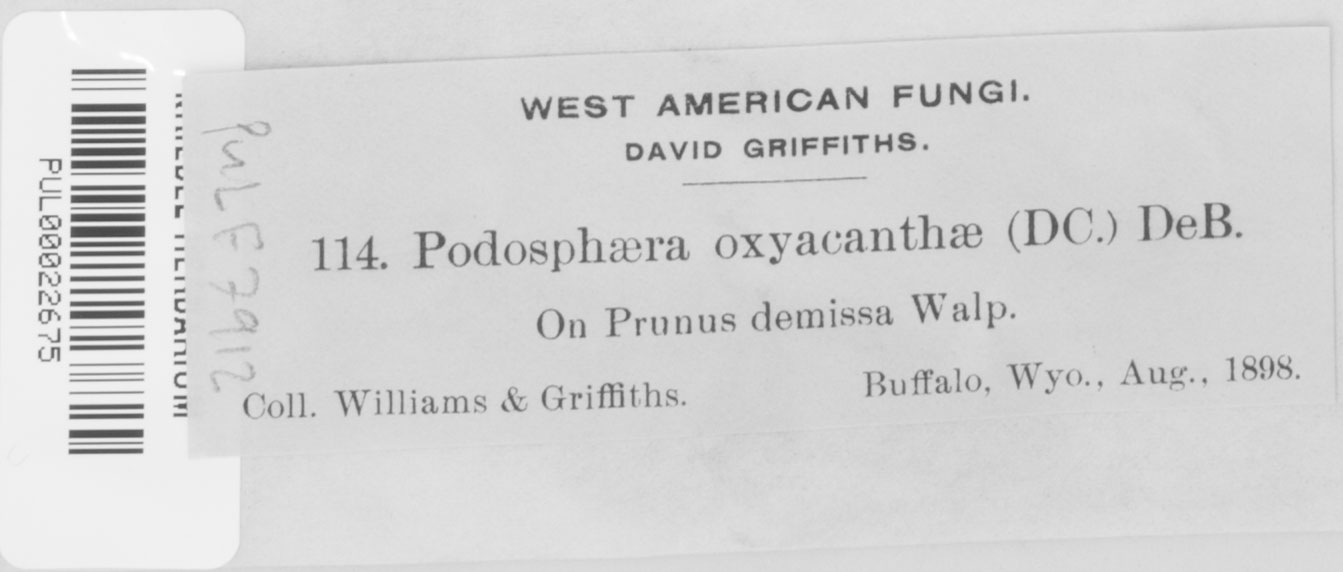 PUL00022675
PUL F7912
WEST AMERICAN FUNGI.
DAVID GRIFFITHS.
114. Podosphæra oxyacanthæ (DC.) DeB.
On Prunus demissa Walp.
Coll. Williams & Griffiths.
Buffalo, Wyo., Aug., 1898.